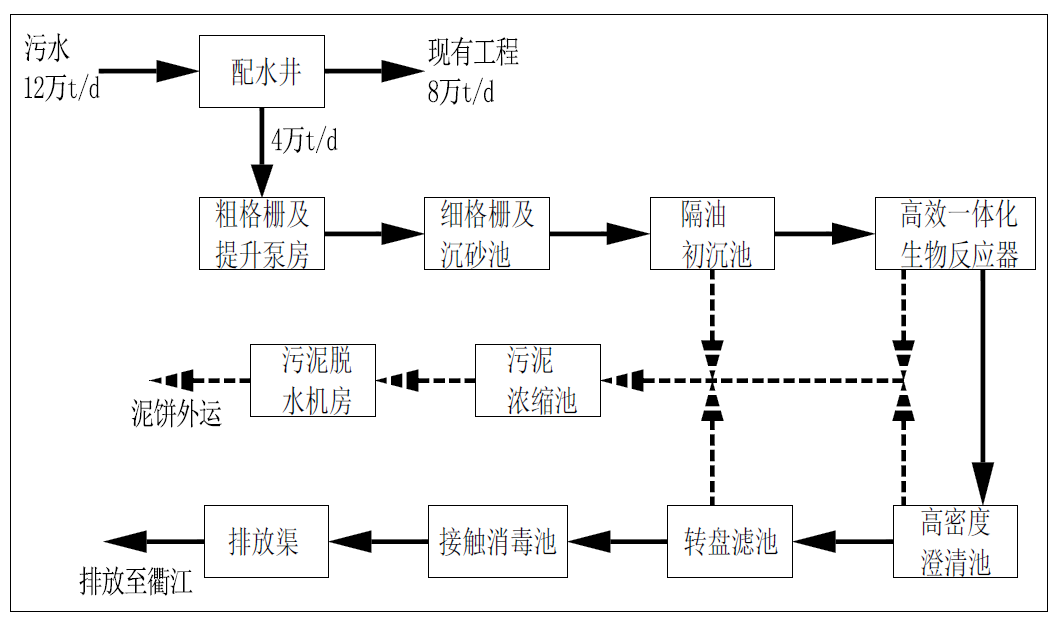 污水
12万t/d
配水井
现有工程
8万t/d
4万t/d
粗格栅及
提升泵房
细格栅及
沉砂池
隔油
初沉池
高效一体化
生物反应器
污泥脱
水机房
污泥
浓缩池
泥饼外运
排放渠
接触消毒池
转盘滤池
高密度
澄清池
排放至衢江